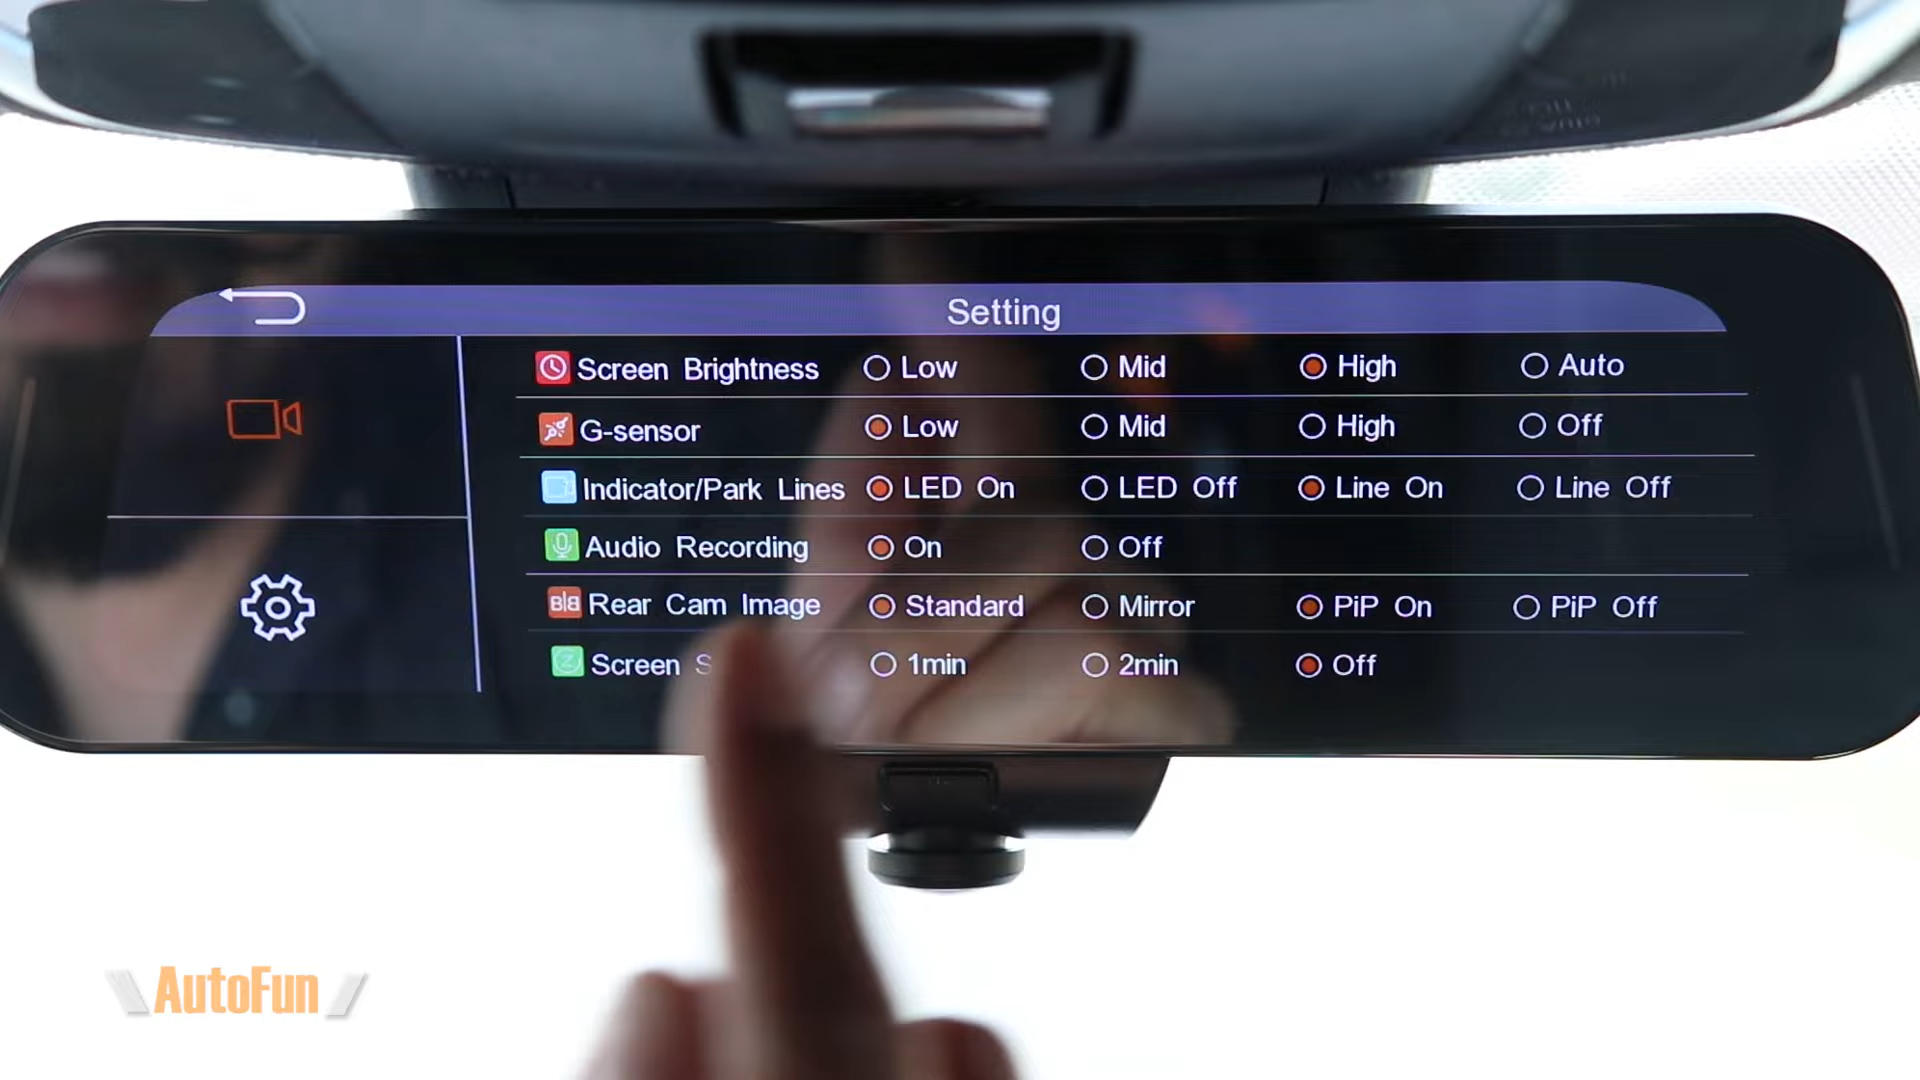 Setting
Screen Brightness Low Mid High Auto
G-sensor Low Mid High Off
Indicator/Park Lines LED On LED Off Line On Line Off
Audio Recording On Off
Rear Cam Image Standard Mirror PiP On PiP Off
Screen 1min 2min Off
AutoFun